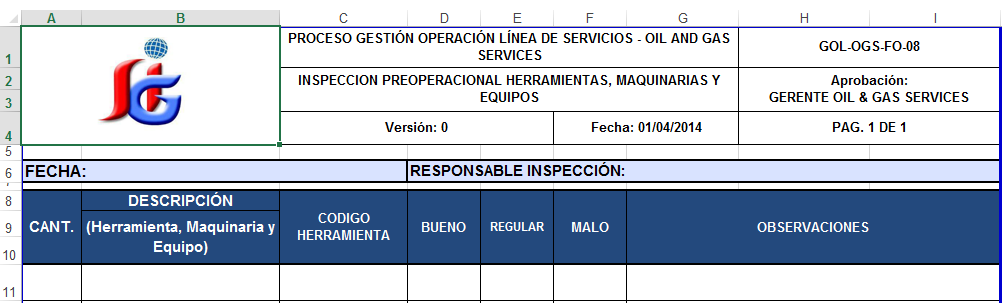 A B C D E F G H I
1 PROCESO GESTIÓN OPERACIÓN LÍNEA DE SERVICIOS - OIL AND GAS
SERVICES
GOL-OGS-FO-08
2 INSPECCION PREOPERACIONAL HERRAMIENTAS, MAQUINARIAS Y
EQUIPOS
Aprobación:
3 GERENTE OIL & GAS SERVICES
4 Versión: 0 Fecha: 01/04/2014 PAG. 1 DE 1
5
6 FECHA: RESPONSABLE INSPECCIÓN:
7
8 DESCRIPCIÓN
9 CANT. (Herramienta, Maquinaria y
Equipo)
CODIGO
HERRAMIENTA
BUENO REGULAR MALO OBSERVACIONES
10
11